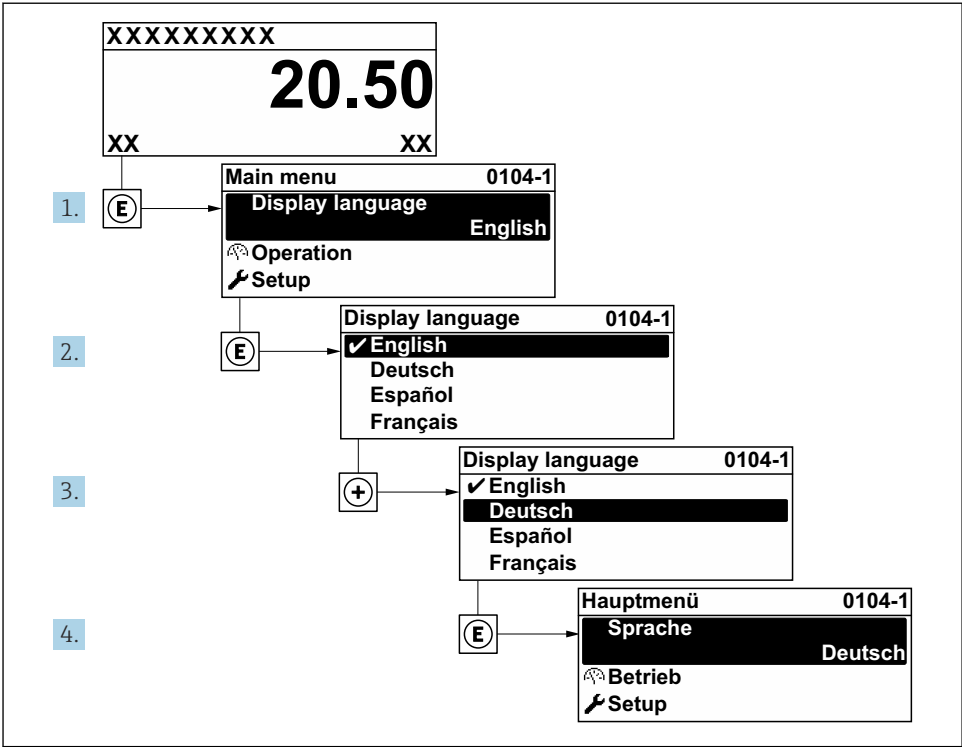 XXXXXXXXX
20.50
XX XX
1. E
Main menu 0104-1
Display language
English
Operation
Setup
2. E
Display language 0104-1
✔ English
Deutsch
Español
Français
3. +
Display language 0104-1
✔ English
Deutsch
Español
Français
4. E
Hauptmenü 0104-1
Sprache
Deutsch
Betrieb
Setup